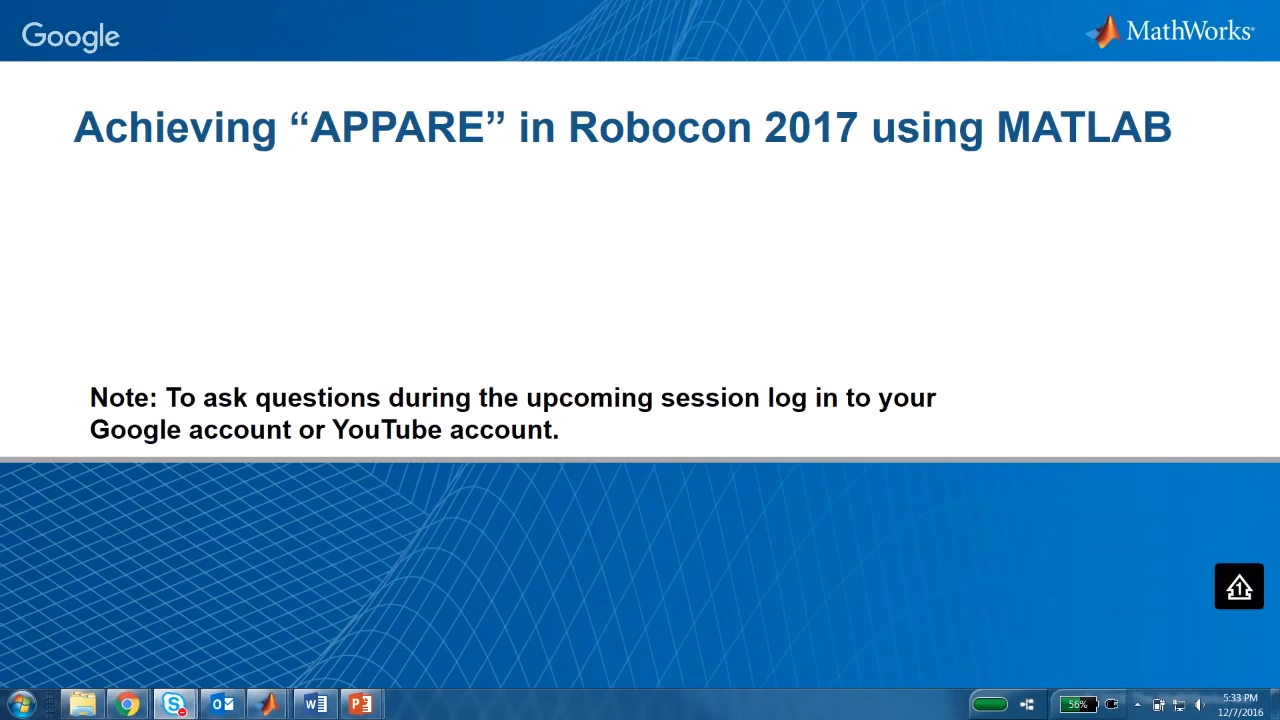 Google
MathWorks
Achieving “APPARE” in Robocon 2017 using MATLAB
Note: To ask questions during the upcoming session log in to your
Google account or YouTube account.
1
56%
5:33 PM
12/7/2016